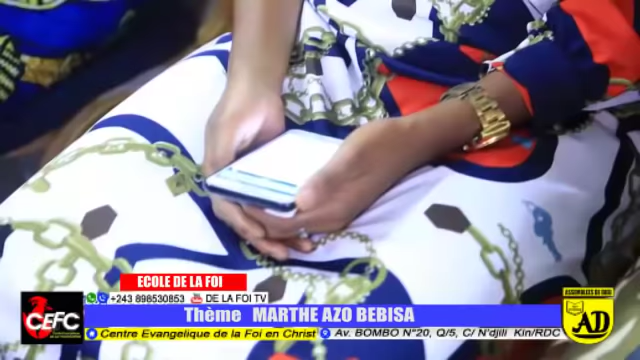 ECOLE DE LA FOI
+243 898530853 DE LA FOI TV
Thème MARTHE AZO BEBISA
CEFC
Centre Evangelique de la Foi en Christ Av. BOMBO N°20, Q/5, C/ N'djili Kin/RDC
ASSEMBLEES DE DIEU
AD